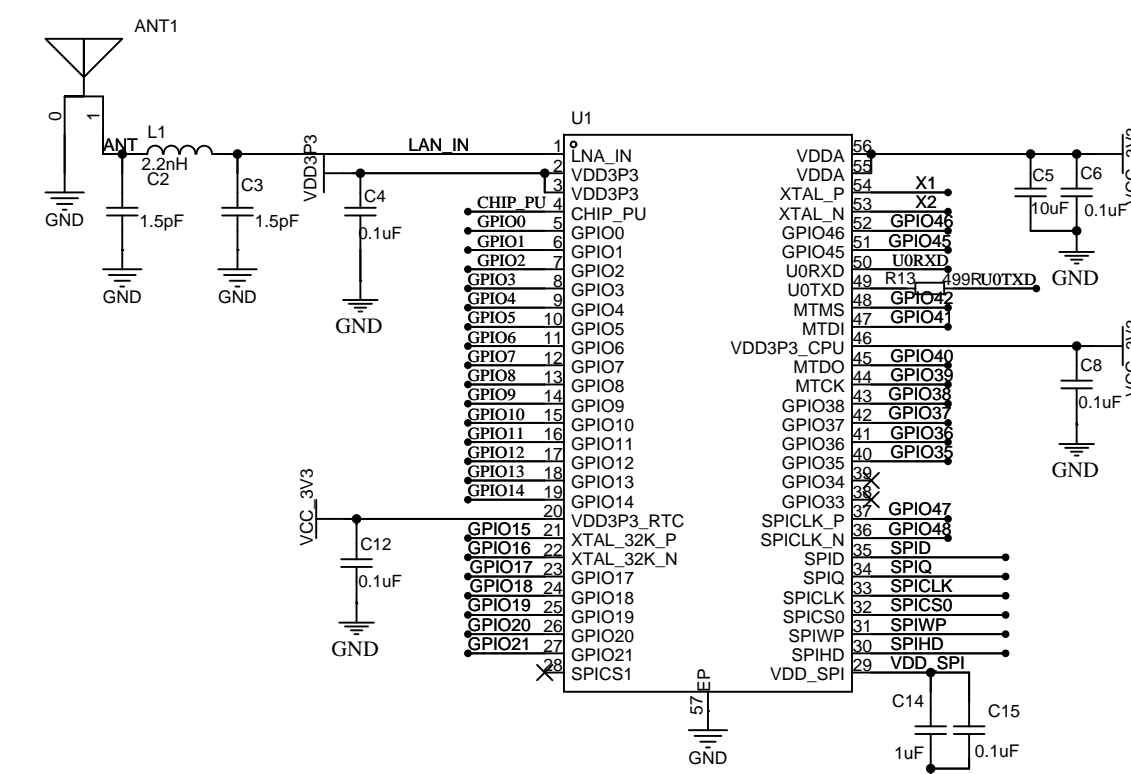 ANT1
U1
0
1
ANT
L1
2.2nH
C2
1.5pF
C3
1.5pF
GND
GND
GND
VDD3P3
LAN_IN
C4
0.1uF
GND
1 LNA_IN
2 VDD3P3
3 VDD3P3
CHIP_PU 4 CHIP_PU
GPIO0 5 GPIO0
GPIO1 6 GPIO1
GPIO2 7 GPIO2
GPIO3 8 GPIO3
GPIO4 9 GPIO4
GPIO5 10 GPIO5
GPIO6 11 GPIO6
GPIO7 12 GPIO7
GPIO8 13 GPIO8
GPIO9 14 GPIO9
GPIO10 15 GPIO10
GPIO11 16 GPIO11
GPIO12 17 GPIO12
GPIO13 18 GPIO13
GPIO14 19 GPIO14
20 VDD3P3_RTC
GPIO15 21 XTAL_32K_P
GPIO16 22 XTAL_32K_N
GPIO17 23 GPIO17
GPIO18 24 GPIO18
GPIO19 25 GPIO19
GPIO20 26 GPIO20
GPIO21 27 GPIO21
28 SPICS1
VCC_3V3
C12
0.1uF
GND
57 EP
GND
VDDA 56
VDDA 55
XTAL_P 54 X1
XTAL_N 53 X2
GPIO46 52 GPIO46
GPIO45 51 GPIO45
U0RXD 50 U0RXD
U0TXD 49 R13 499R U0TXD
MTMS 48 GPIO42
MTDI 47 GPIO41
VDD3P3_CPU 46
MTDO 45 GPIO40
MTCK 44 GPIO39
GPIO38 43 GPIO38
GPIO37 42 GPIO37
GPIO36 41 GPIO36
GPIO35 40 GPIO35
GPIO34 39
GPIO33 38
SPICLK_P 37 GPIO47
SPICLK_N 36 GPIO48
SPID 35 SPID
SPIQ 34 SPIQ
SPICLK 33 SPICLK
SPICS0 32 SPICS0
SPIWP 31 SPIWP
SPIHD 30 SPIHD
VDD_SPI 29 VDD_SPI
C5
10uF
C6
0.1uF
GND
VCC_3V3
C8
0.1uF
GND
VCC_3V3
C14
1uF
C15
0.1uF